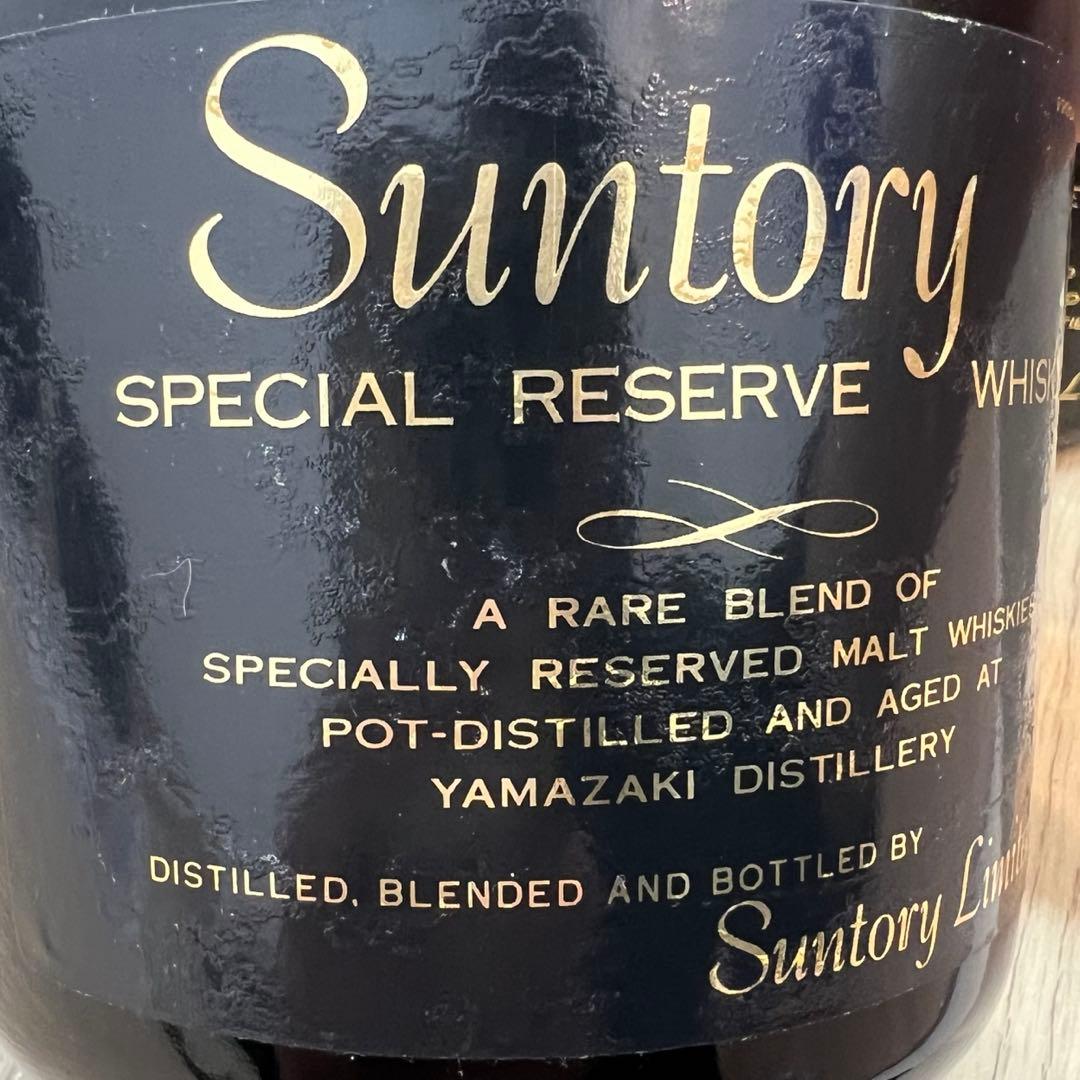 Suntory
SPECIAL RESERVE
A RARE BLEND OF
SPECIALLY RESERVED MALT WHISKIES
POT-DISTILLED AND AGED AT
YAMAZAKI DISTILLERY
DISTILLED, BLENDED AND BOTTLED BY
Suntory